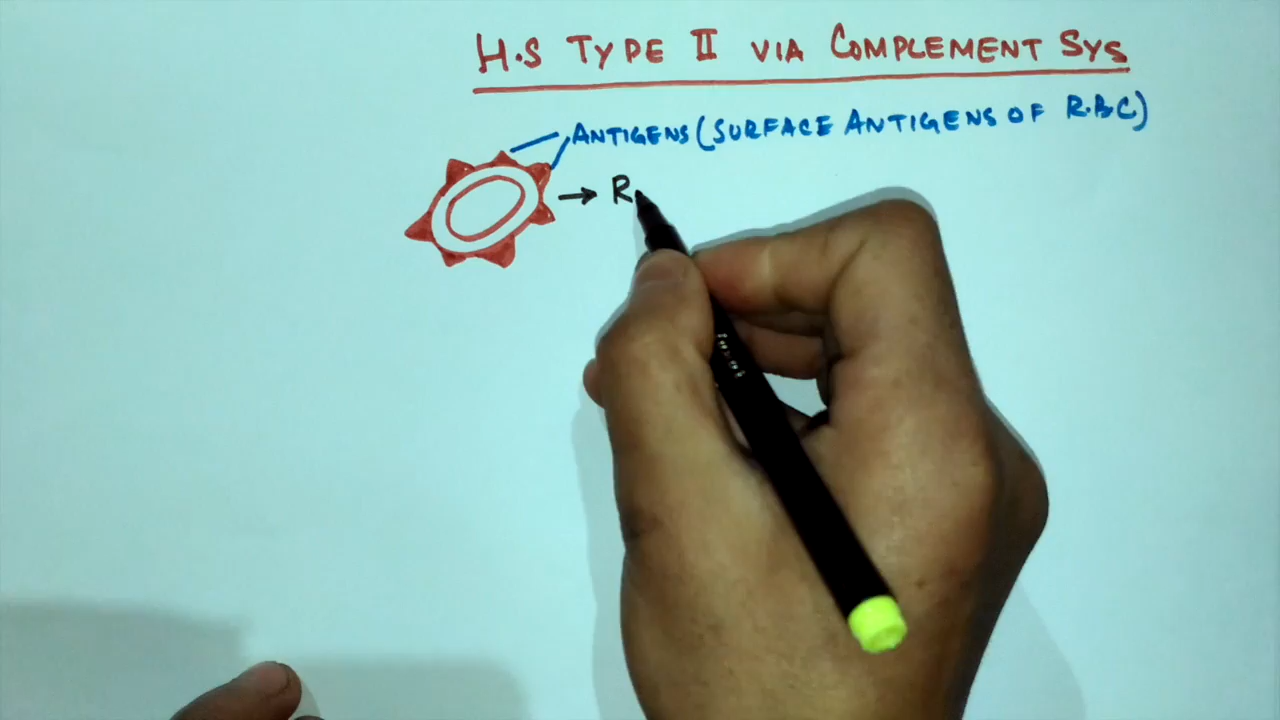 H.S TYPE II VIA COMPLEMENT SYS
ANTIGENS (SURFACE ANTIGENS OF R.B.C)
→ R